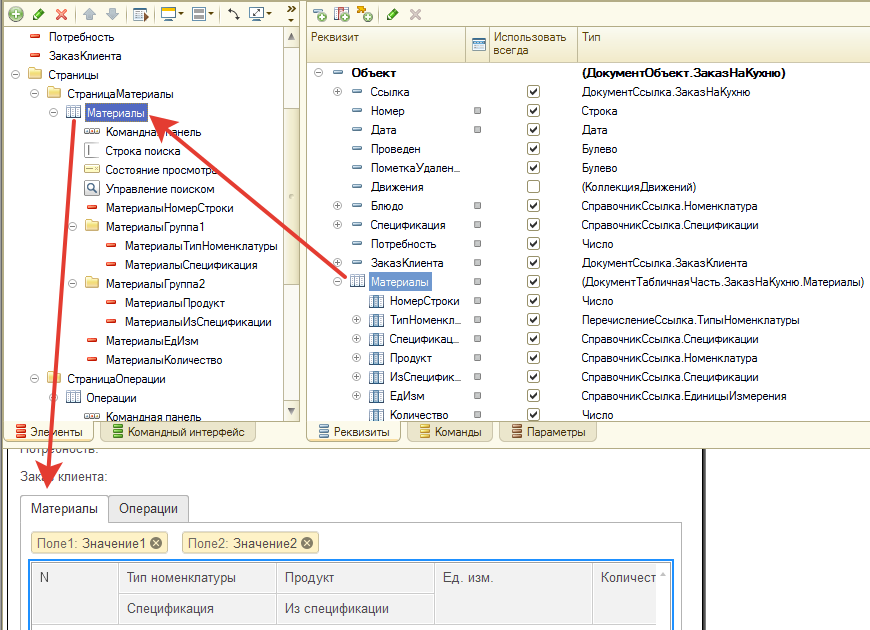 Потребность
ЗаказКлиента
Страницы
СтраницаМатериалы
Материалы
Командная панель
Строка поиска
Состояние просмотра
Управление поиском
МатериалыНомерСтроки
МатериалыГруппа1
МатериалыТипНоменклатуры
МатериалыСпецификация
МатериалыГруппа2
МатериалыПродукт
МатериалыИзСпецификации
МатериалыЕдИзм
МатериалыКоличество
СтраницаОперации
Операции
Командная панель
Элементы
Командный интерфейс
Реквизит
Использовать
всегда
Тип
Объект (ДокументОбъект.ЗаказНаКухню)
Ссылка ДокументСсылка.ЗаказНаКухню
Номер Строка
Дата Дата
Проведен Булево
ПометкаУдален... Булево
Движения (КоллекцияДвижений)
Блюдо СправочникСсылка.Номенклатура
Спецификация СправочникСсылка.Спецификации
Потребность Число
ЗаказКлиента ДокументСсылка.ЗаказКлиента
Материалы (ДокументТабличнаяЧасть.ЗаказНаКухню.Материалы)
НомерСтроки Число
ТипНоменкл... ПеречислениеСсылка.ТипыНоменклатуры
Спецификац... СправочникСсылка.Спецификации
Продукт СправочникСсылка.Номенклатура
ИзСпецифик... СправочникСсылка.Спецификации
ЕдИзм СправочникСсылка.ЕдиницыИзмерения
Количество Число
Реквизиты
Команды
Параметры
Потребность:
Заказ клиента:
Материалы
Операции
Поле1: Значение1
Поле2: Значение2
N
Тип номенклатуры
Продукт
Ед. изм.
Количест
Спецификация
Из спецификации